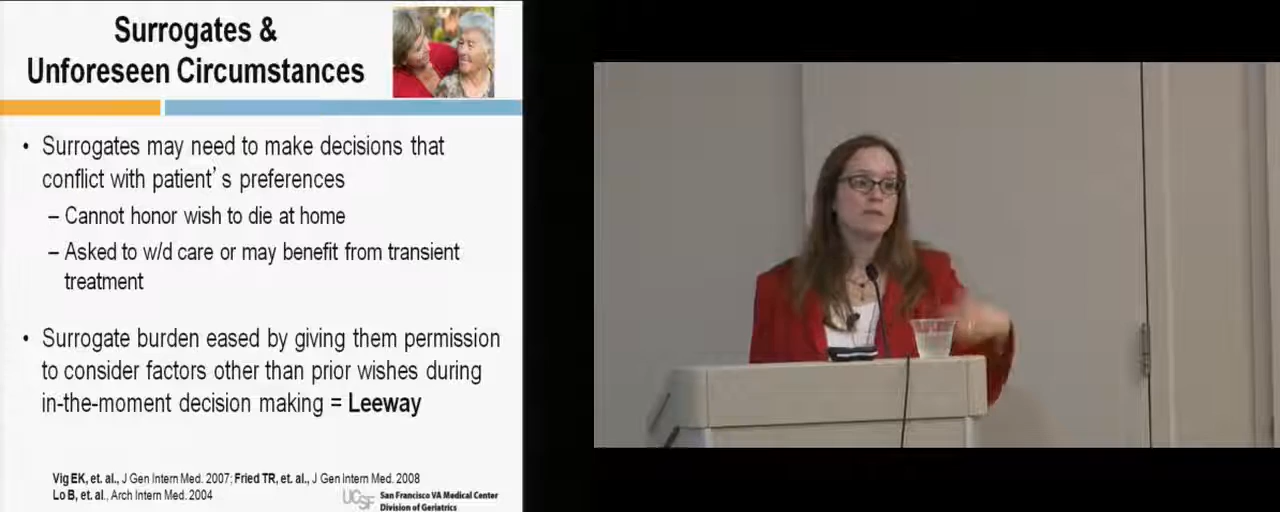 Surrogates &
Unforeseen Circumstances
• Surrogates may need to make decisions that
conflict with patient's preferences
– Cannot honor wish to die at home
– Asked to w/d care or may benefit from transient
treatment
• Surrogate burden eased by giving them permission
to consider factors other than prior wishes during
in-the-moment decision making = Leeway
Vig EK, et. al., J Gen Intern Med. 2007; Fried TR, et. al., J Gen Intern Med. 2008
Lo B, et. al., Arch Intern Med. 2004
UCSF
San Francisco VA Medical Center
Division of Geriatrics